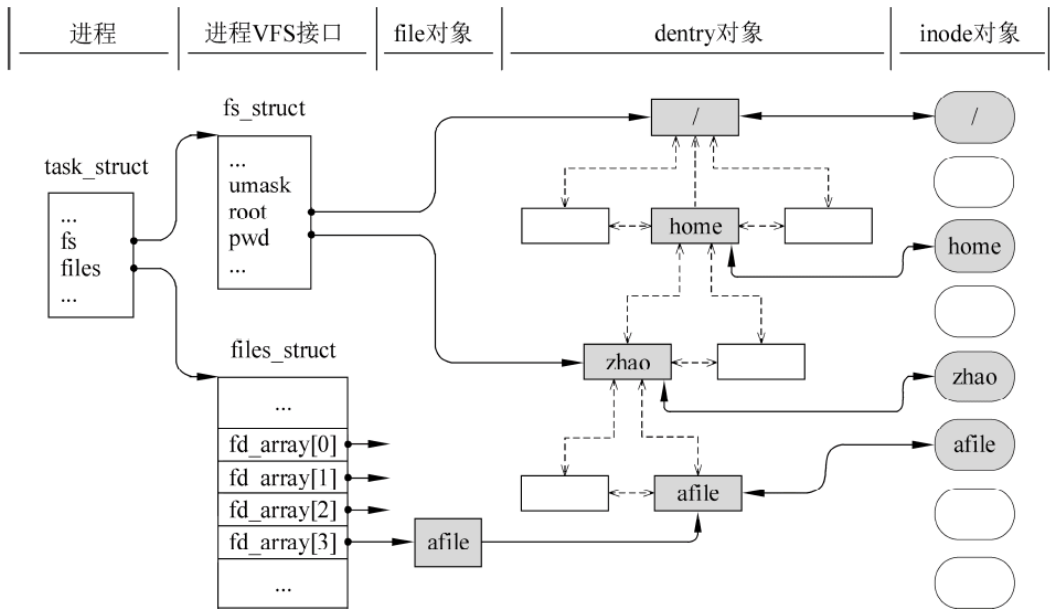 进程
进程VFS接口
file对象
dentry对象
inode对象
fs_struct
...
umask
root
pwd
...
task_struct
...
fs
files
...
files_struct
...
fd_array[0]
fd_array[1]
fd_array[2]
fd_array[3]
...
afile
/
home
zhao
afile
/
home
zhao
afile